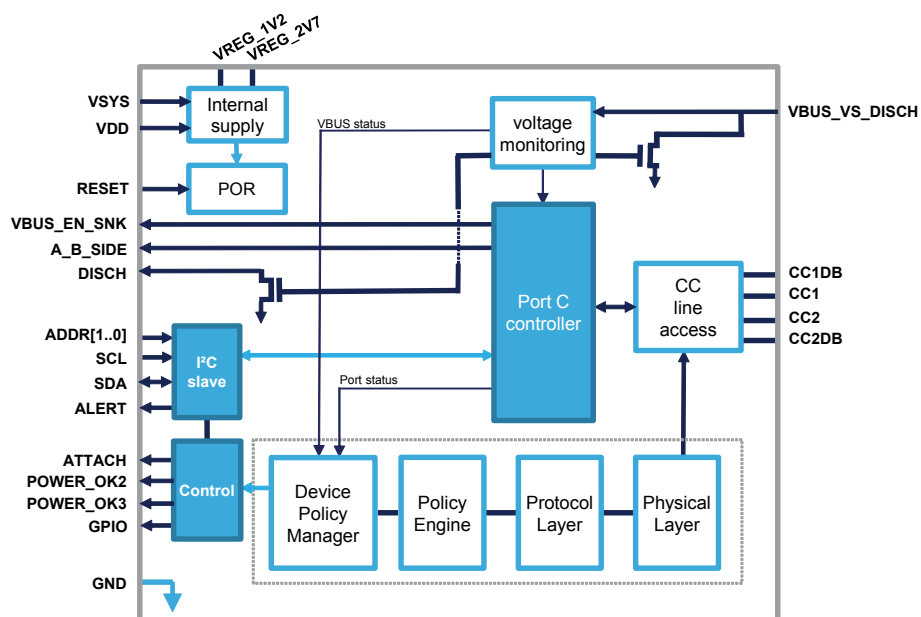 VREG_1V2
VREG_2V7
VSYS
VDD
Internal
supply
VBUS status
voltage
monitoring
VBUS_VS_DISCH
RESET
POR
VBUS_EN_SNK
A_B_SIDE
DISCH
Port C
controller
CC
line
access
CC1DB
CC1
CC2
CC2DB
ADDR[1..0]
SCL
SDA
ALERT
I²C
slave
Port status
ATTACH
POWER_OK2
POWER_OK3
GPIO
Control
Device
Policy
Manager
Policy
Engine
Protocol
Layer
Physical
Layer
GND